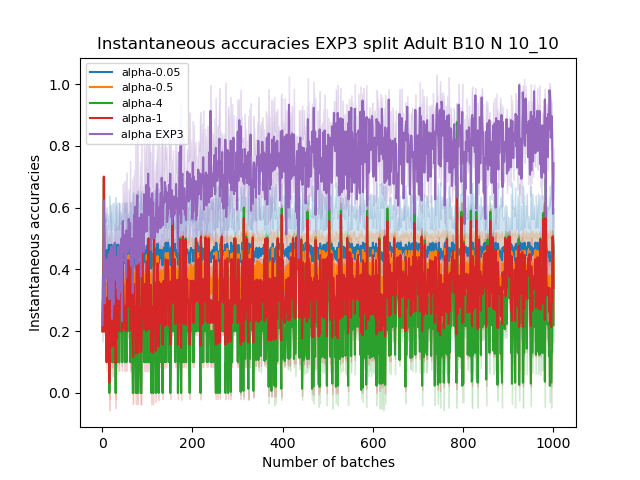 Instantaneous accuracies EXP3 split Adult B10 N 10_10
alpha-0.05
alpha-0.5
alpha-4
alpha-1
alpha EXP3
Instantaneous accuracies
1.0
0.8
0.6
0.4
0.2
0.0
0 200 400 600 800 1000
Number of batches